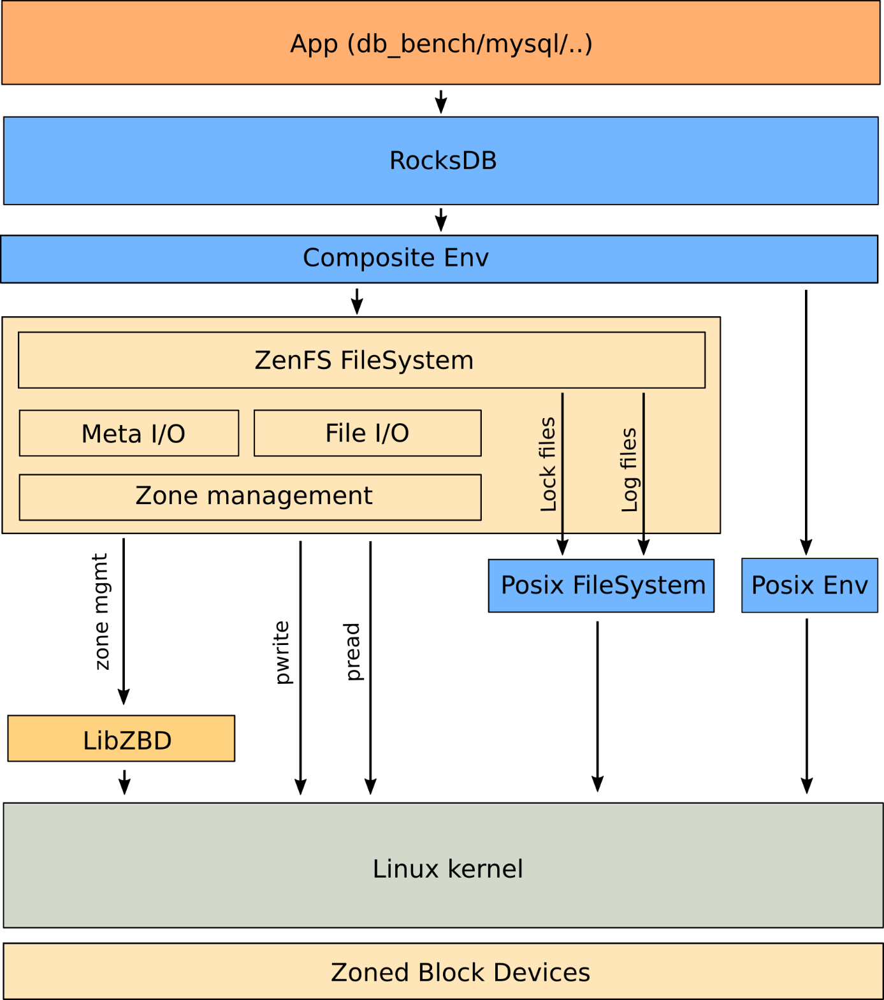 App (db_bench/mysql/..)
RocksDB
Composite Env
ZenFS FileSystem
Meta I/O
File I/O
Lock files
Log files
Zone management
zone mgmt
pwrite
pread
Posix FileSystem
Posix Env
LibZBD
Linux kernel
Zoned Block Devices